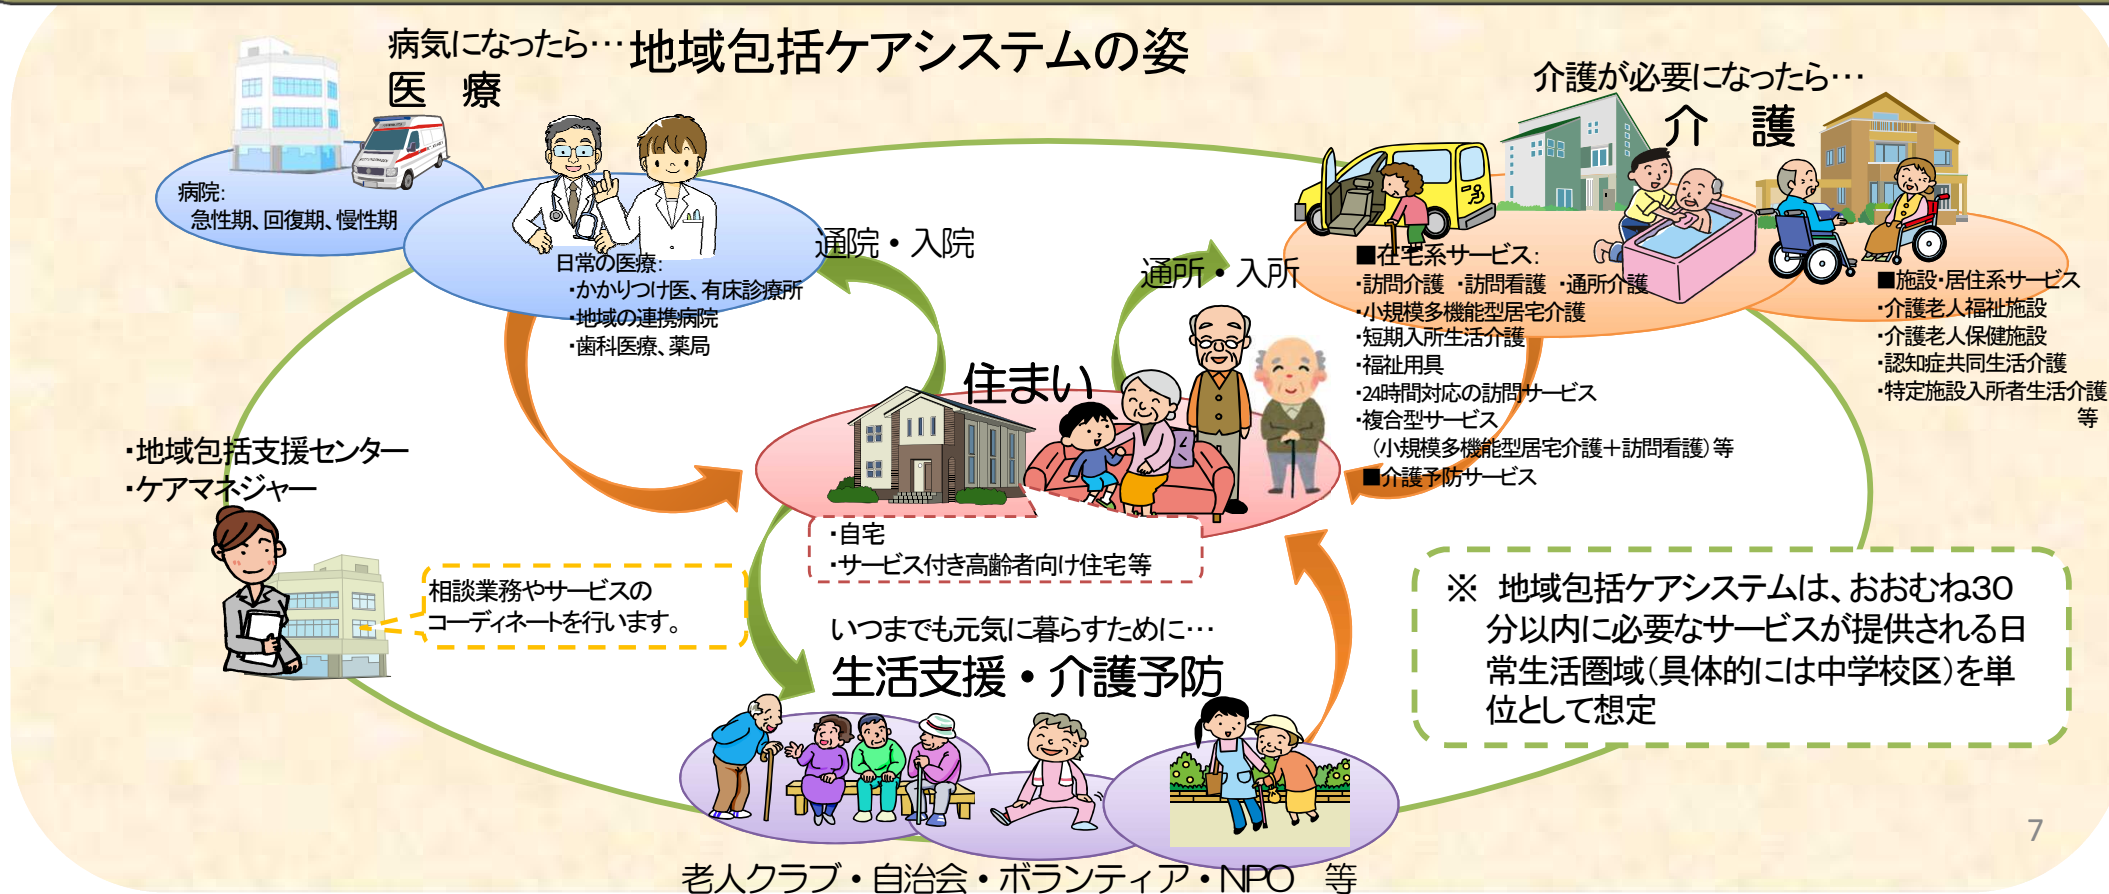 地域包括ケアシステムの姿
病気になったら…
医 療
病院:
急性期、回復期、慢性期
日常の医療:
・かかりつけ医、有床診療所
・地域の連携病院
・歯科医療、薬局
通院・入院
通所・入所
介護が必要になったら…
介 護
■在宅系サービス:
・訪問介護 ・訪問看護 ・通所介護
・小規模多機能型居宅介護
・短期入所生活介護
・福祉用具
・24時間対応の訪問サービス
・複合型サービス
(小規模多機能型居宅介護+訪問看護)等
■介護予防サービス
■施設・居住系サービス
・介護老人福祉施設
・介護老人保健施設
・認知症共同生活介護
・特定施設入所者生活介護
等
住まい
・自宅
・サービス付き高齢者向け住宅等
・地域包括支援センター
・ケアマネジャー
相談業務やサービスの
コーディネートを行います。
いつまでも元気に暮らすために…
生活支援・介護予防
老人クラブ・自治会・ボランティア・NPO 等
※ 地域包括ケアシステムは、おおむね30
分以内に必要なサービスが提供される日
常生活圏域(具体的には中学校区)を単
位として想定
7